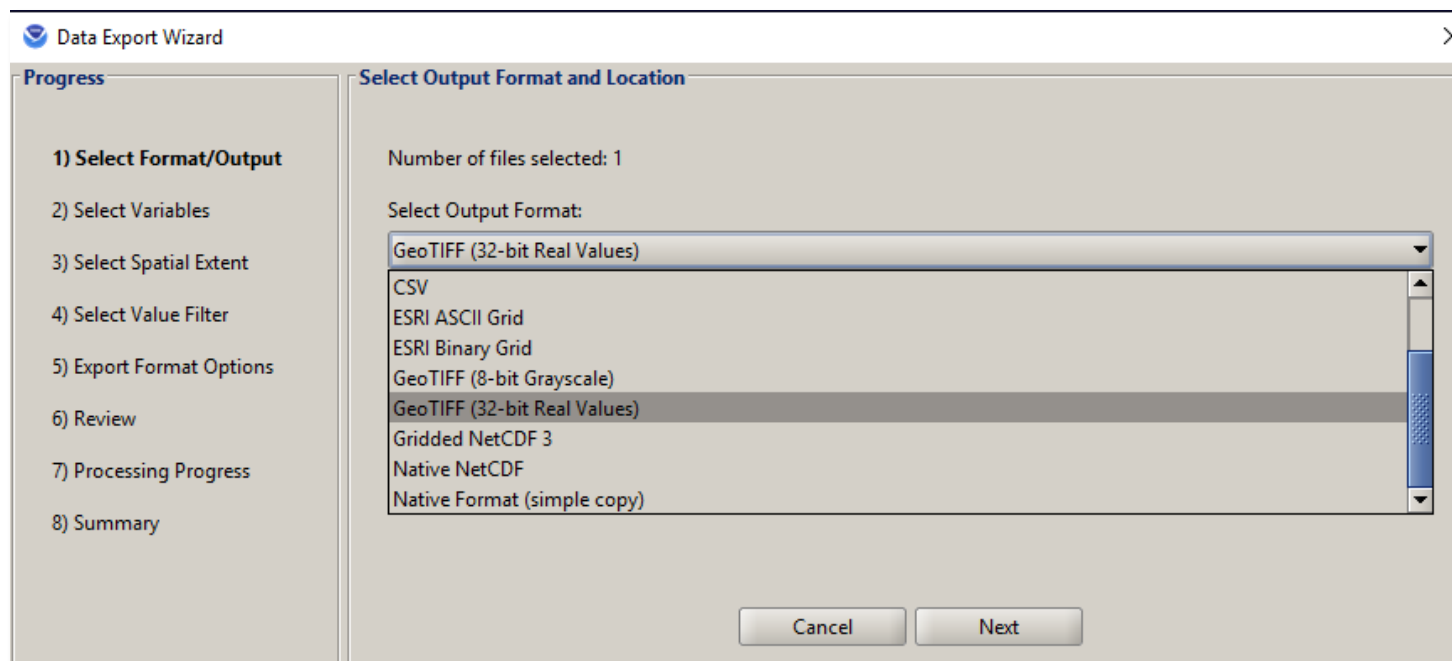 Data Export Wizard
Progress
1) Select Format/Output
2) Select Variables
3) Select Spatial Extent
4) Select Value Filter
5) Export Format Options
6) Review
7) Processing Progress
8) Summary
Select Output Format and Location
Number of files selected: 1
Select Output Format:
GeoTIFF (32-bit Real Values)
CSV
ESRI ASCII Grid
ESRI Binary Grid
GeoTIFF (8-bit Grayscale)
GeoTIFF (32-bit Real Values)
Gridded NetCDF 3
Native NetCDF
Native Format (simple copy)
Cancel
Next